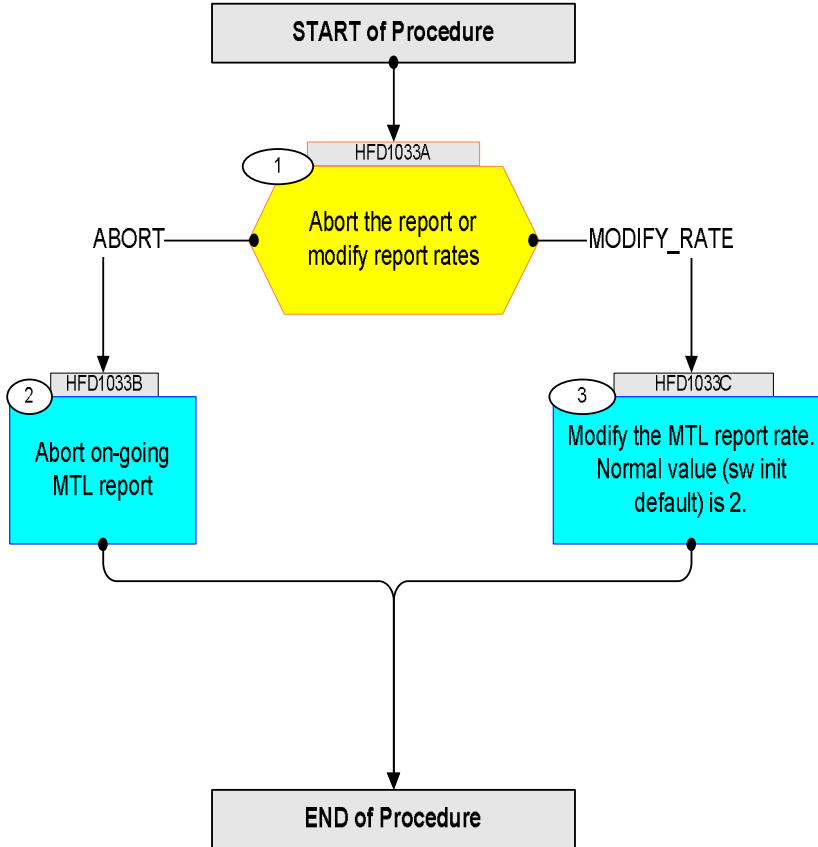 START of Procedure
HFD1033A
1
Abort the report or
modify report rates
ABORT
MODIFY_RATE
HFD1033B
2
Abort on-going
MTL report
HFD1033C
3
Modify the MTL report rate.
Normal value (sw init
default) is 2.
END of Procedure